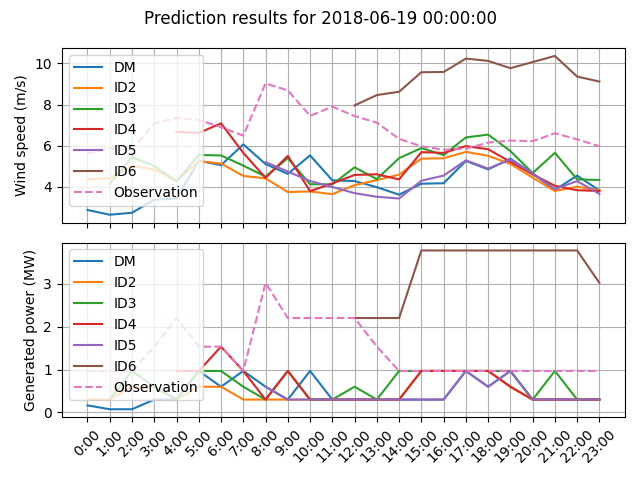 Prediction results for 2018-06-19 00:00:00
Wind speed (m/s)
10
8
6
4
DM
ID2
ID3
ID4
ID5
ID6
Observation
Generated power (MW)
3
2
1
0
DM
ID2
ID3
ID4
ID5
ID6
Observation
0:00 1:00 2:00 3:00 4:00 5:00 6:00 7:00 8:00 9:00 10:00 11:00 12:00 13:00 14:00 15:00 16:00 17:00 18:00 19:00 20:00 21:00 22:00 23:00